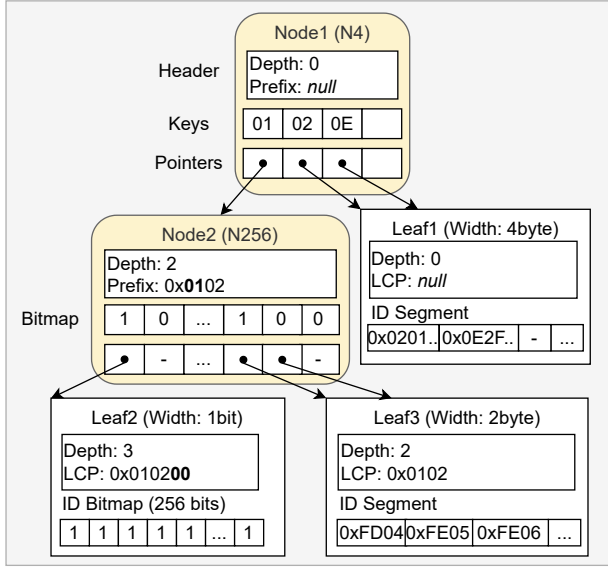 Node1 (N4)
Header
Depth: 0
Prefix: null
Keys
01 02 0E
Pointers
Node2 (N256)
Depth: 2
Prefix: 0x0102
Bitmap
1 0 ... 1 0 0
- ... -
Leaf1 (Width: 4byte)
Depth: 0
LCP: null
ID Segment
0x0201.. 0x0E2F.. - ...
Leaf2 (Width: 1bit)
Depth: 3
LCP: 0x010200
ID Bitmap (256 bits)
1 1 1 1 1 ... 1
Leaf3 (Width: 2byte)
Depth: 2
LCP: 0x0102
ID Segment
0xFD04 0xFE05 0xFE06 ...